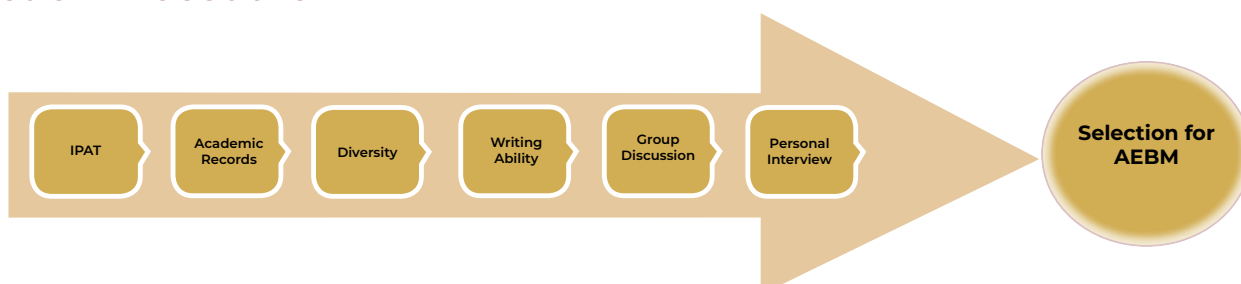 IPAT
Academic
Records
Diversity
Writing
Ability
Group
Discussion
Personal
Interview
Selection for
AEBM